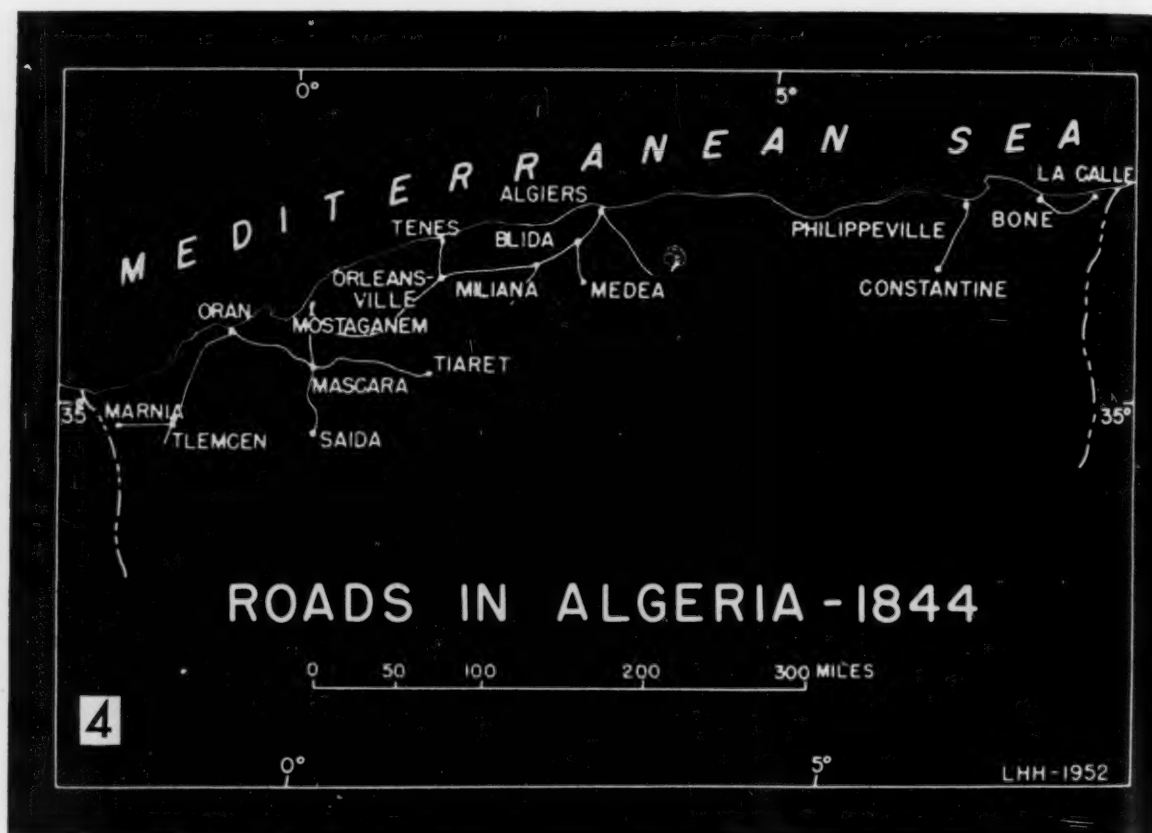 0° 5°
MEDITERRANEAN SEA
LA CALLE
ALGIERS
TENES
BLIDA
PHILIPPEVILLE
BONE
ORLEANS-
VILLE
MILIANA
MEDEA
CONSTANTINE
ORAN
MOSTAGANEM
TIARET
MASCARA
35° MARNIA
35°
TLEMCEN
SAIDA
ROADS IN ALGERIA - 1844
0 50 100 200 300 MILES
4
0° 5°
LHH-1952